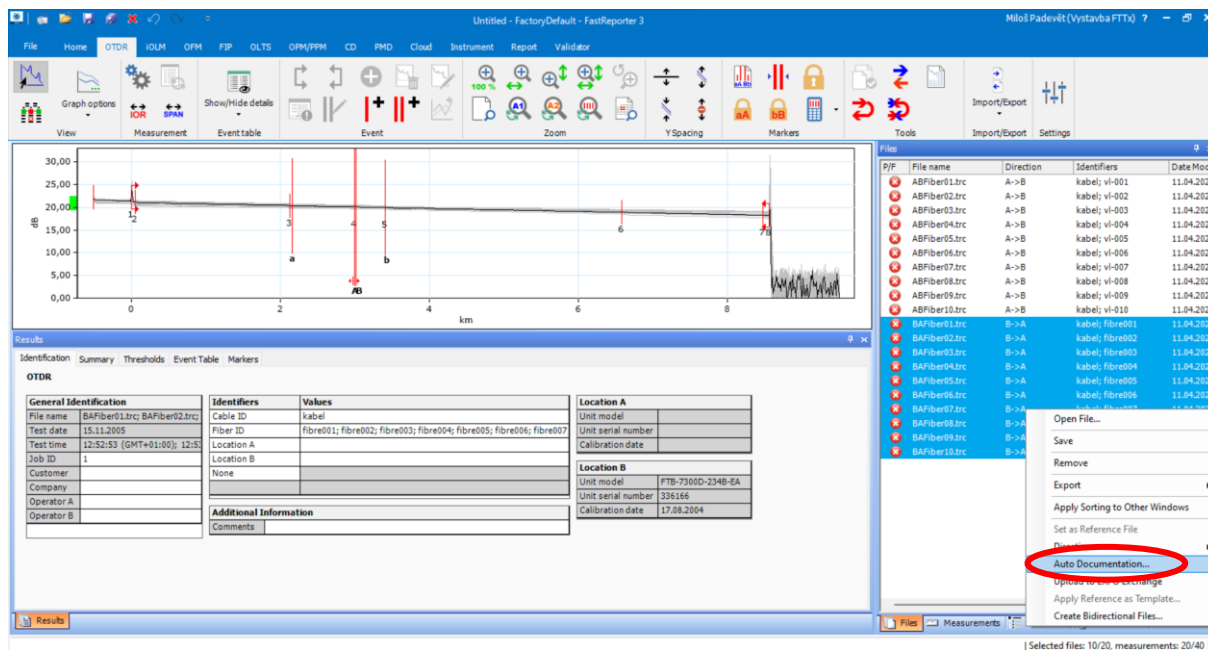 Untitled - FactoryDefault - FastReporter 3
Miloš Padevět (Vystavba FTTx) ?
File Home OTDR iOLM OFM FIP OLTS OPM/PPM CD PMD Cloud Instrument Report Validator
100 %
aA Bb
Graph options
IOR SPAN
Show/Hide details
A1 A2
aA bB
Import/Export
View Measurement Event table Event Zoom Y Spacing Markers Tools Import/Export Settings
30,00
25,00
20,00
15,00
10,00
5,00
0,00
dB
1 2 3 4 5 6 7 8
a b
AB
0 2 4 6 8
km
Files
P/F File name Direction Identifiers Date Mod
ABFiber01.trc A->B kabel; vl-001 11.04.202
ABFiber02.trc A->B kabel; vl-002 11.04.202
ABFiber03.trc A->B kabel; vl-003 11.04.202
ABFiber04.trc A->B kabel; vl-004 11.04.202
ABFiber05.trc A->B kabel; vl-005 11.04.202
ABFiber06.trc A->B kabel; vl-006 11.04.202
ABFiber07.trc A->B kabel; vl-007 11.04.202
ABFiber08.trc A->B kabel; vl-008 11.04.202
ABFiber09.trc A->B kabel; vl-009 11.04.202
ABFiber10.trc A->B kabel; vl-010 11.04.202
BAFiber01.trc B->A kabel; fibre001 11.04.202
BAFiber02.trc B->A kabel; fibre002 11.04.202
BAFiber03.trc B->A kabel; fibre003 11.04.202
BAFiber04.trc B->A kabel; fibre004 11.04.202
BAFiber05.trc B->A kabel; fibre005 11.04.202
BAFiber06.trc B->A kabel; fibre006 11.04.202
BAFiber07.trc B->A
BAFiber08.trc B->A
BAFiber09.trc B->A
BAFiber10.trc B->A
Open File...
Save
Remove
Export
Apply Sorting to Other Windows
Set as Reference File
Auto Documentation...
Upload to EXFO Exchange
Apply Reference as Template...
Create Bidirectional Files...
Files Measurements
Results
Identification Summary Thresholds Event Table Markers
OTDR
General Identification
File name BAFiber01.trc; BAFiber02.trc;
Test date 15.11.2005
Test time 12:52:53 (GMT+01:00); 12:53
Job ID 1
Customer
Company
Operator A
Operator B
Identifiers Values
Cable ID kabel
Fiber ID fibre001; fibre002; fibre003; fibre004; fibre005; fibre006; fibre007
Location A
Location B
None
Additional Information
Comments
Location A
Unit model
Unit serial number
Calibration date
Location B
Unit model FTB-7300D-234B-EA
Unit serial number 336166
Calibration date 17.08.2004
Results
Selected files: 10/20, measurements: 20/40